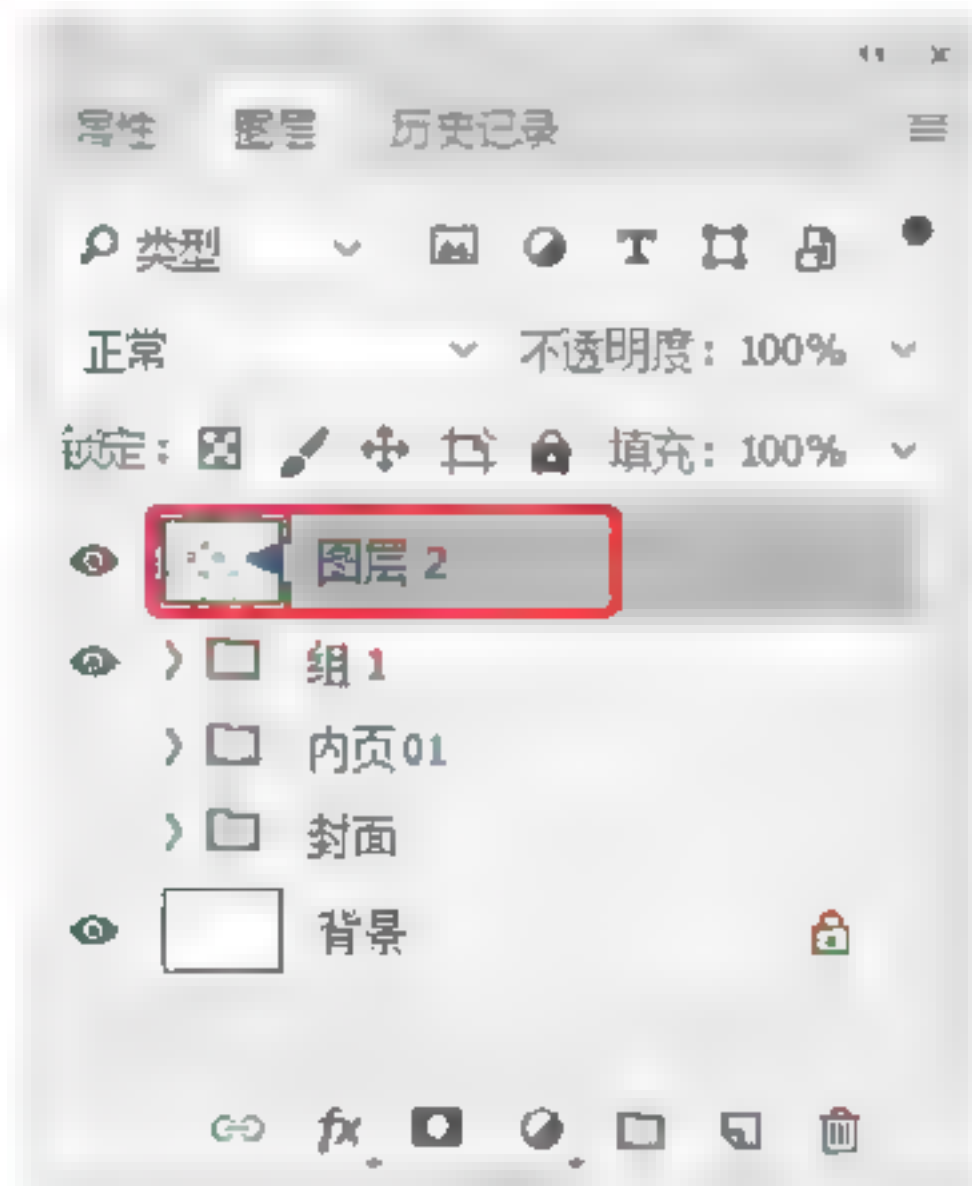 属性 图层 历史记录
类型
正常 不透明度: 100%
锁定: 填充: 100%
图层 2
组 1
内页01
封面
背景
fx